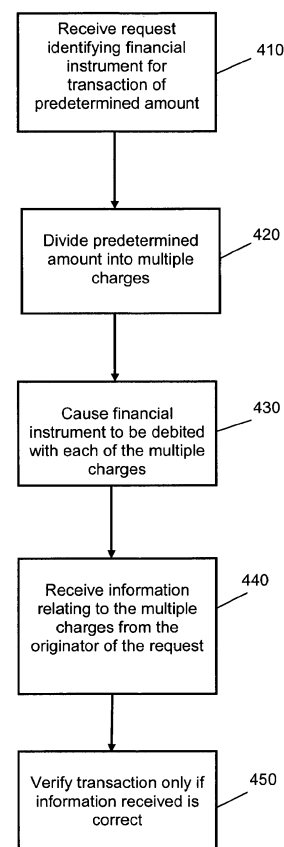 Receive request
identifying financial
instrument for
transaction of
predetermined amount
410
Divide predetermined
amount into multiple
charges
420
Cause financial
instrument to be debited
with each of the multiple
charges
430
Receive information
relating to the multiple
charges from the
originator of the request
440
Verify transaction only if
information received is
correct
450